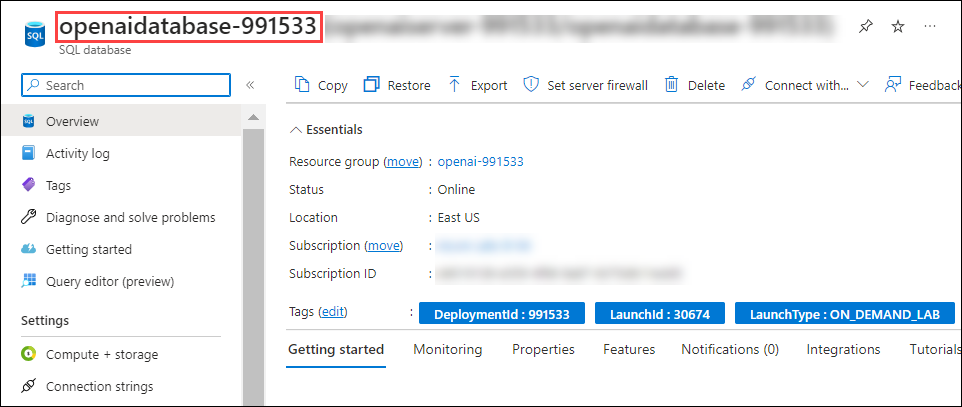 openaidatabase-991533
SQL database
Search
«
Overview
Activity log
Tags
Diagnose and solve problems
Getting started
Query editor (preview)
Settings
Compute + storage
Connection strings
Copy Restore Export Set server firewall Delete Connect with... Feedback
Essentials
Resource group (move) : openai-991533
Status : Online
Location : East US
Subscription (move) :
Subscription ID :
Tags (edit) : DeploymentId : 991533 LaunchId : 30674 LaunchType : ON_DEMAND_LAB
Getting started Monitoring Properties Features Notifications (0) Integrations Tutorials